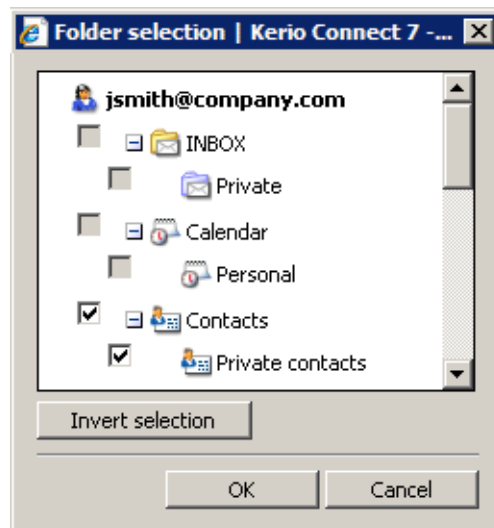 Folder selection | Kerio Connect 7 -...
jsmith@company.com
INBOX
Private
Calendar
Personal
Contacts
Private contacts
Invert selection
OK Cancel